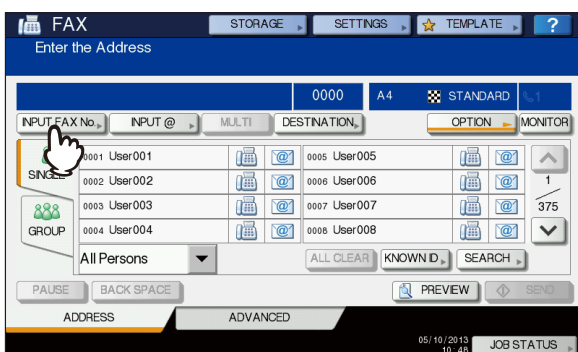 FAX STORAGE SETTINGS TEMPLATE ?
Enter the Address
0000 A4 STANDARD 1
INPUT FAX No. INPUT @ MULTI DESTINATION OPTION MONITOR
SINGLE
0001 User001 0005 User005
0002 User002 0006 User006
1
0003 User003 0007 User007
375
GROUP
0004 User004 0008 User008
All Persons ALL CLEAR KNOWN ID SEARCH
PAUSE BACK SPACE PREVIEW SEND
ADDRESS ADVANCED
05/10/2013
10:48
JOB STATUS